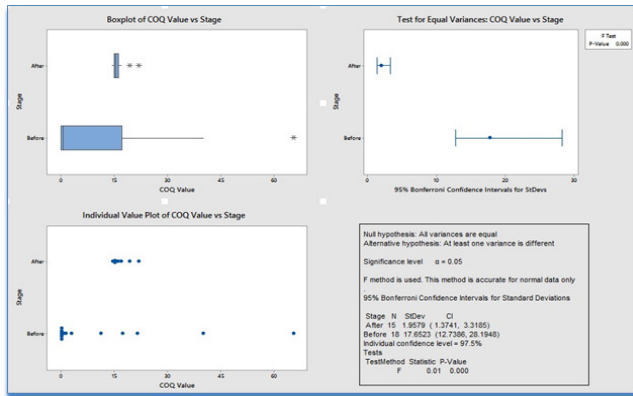 Boxplot of COQ Value vs Stage
Stage
After
Before
0 15 30 45 60
COQ Value
Test for Equal Variances: COQ Value vs Stage
F Test
P-Value 0.000
Stage
After
Before
0 10 20 30
95% Bonferroni Confidence Intervals for StDevs
Individual Value Plot of COQ Value vs Stage
Stage
After
Before
0 15 30 45 60
COQ Value
Null hypothesis: All variances are equal
Alternative hypothesis: At least one variance is different
Significance level α = 0.05
F method is used. This method is accurate for normal data only
.
95% Bonferroni Confidence Intervals for Standard Deviations
Stage N StDev CI
After 15 1.9579 ( 1.3741, 3.3185)
Before 18 17.6523 (12.7386, 28.1948)
Individual confidence level = 97.5%
Tests
TestMethod Statistic P-Value
F 0.01 0.000